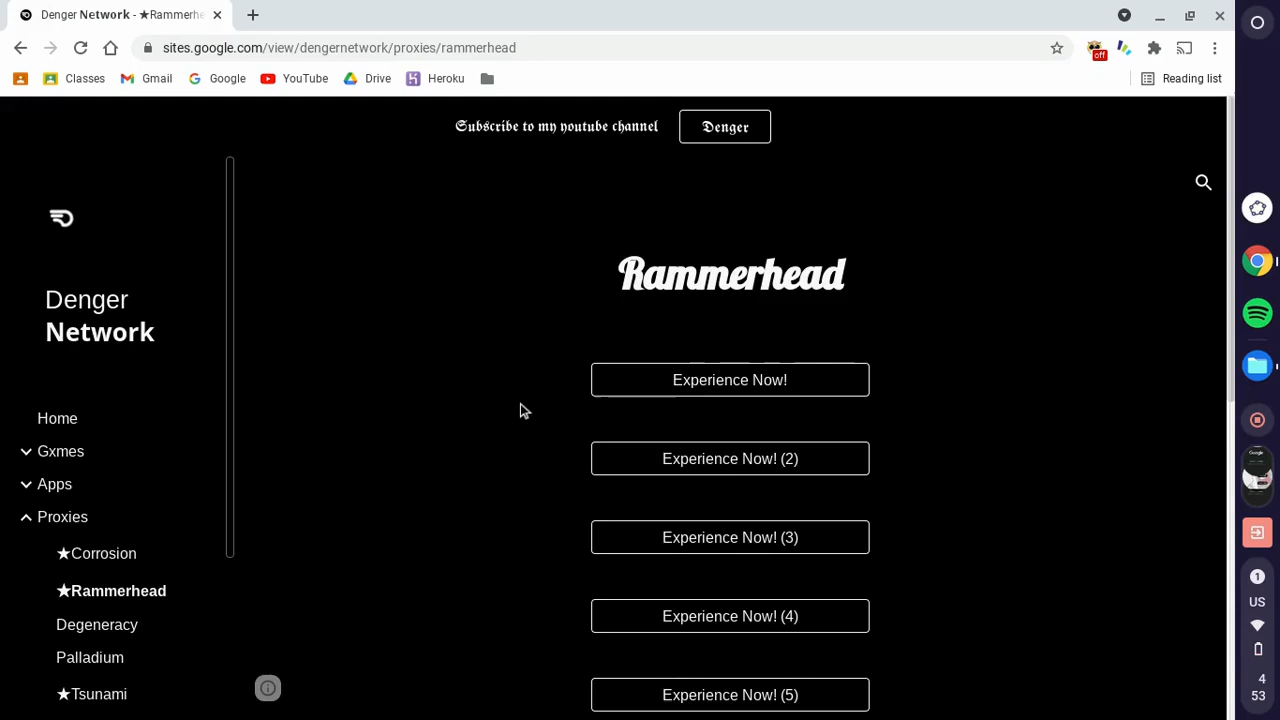 Denger Network - ★Rammerhe
sites.google.com/view/dengernetwork/proxies/rammerhead
off
Classes
Gmail
Google
YouTube
Drive
Heroku
Reading list
Subscribe to my youtube channel
Denger
Denger
Network
Home
Gxmes
Apps
Proxies
★Corrosion
★Rammerhead
Degeneracy
Palladium
★Tsunami
Rammerhead
Experience Now!
Experience Now! (2)
Experience Now! (3)
Experience Now! (4)
Experience Now! (5)
1
US
4
53